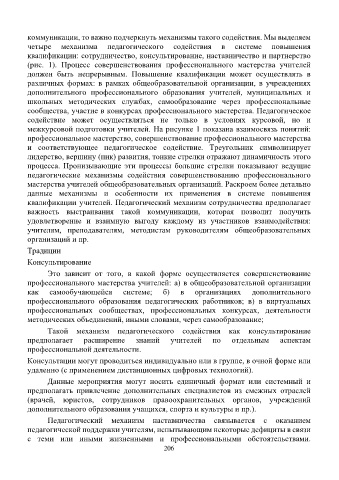 коммуникации, то важно подчеркнуть механизмы такого содействия. Мы выделяем
четыре механизма педагогического содействия в системе повышения
квалификации: сотрудничество, консультирование, наставничество и партнерство
(рис. 1). Процесс совершенствования профессионального мастерства учителей
должен быть непрерывным. Повышение квалификации может осуществлять в
различных формах: в рамках общеобразовательной организации, в учреждениях
дополнительного профессионального образования учителей, муниципальных и
школьных методических службах, самообразование через профессиональные
сообщества, участие в конкурсах профессионального мастерства. Педагогическое
содействие может осуществляться не только в условиях курсовой, но и
межкурсовой подготовки учителей. На рисунке 1 показана взаимосвязь понятий:
профессиональное мастерство, совершенствование профессионального мастерства
и соответствующее педагогическое содействие. Треугольник символизирует
лидерство, вершину (пик) развития, тонкие стрелки отражают динамичность этого
процесса. Пронизывающие эти процессы большие стрелки показывают ведущие
педагогические механизмы содействия совершенствованию профессионального
мастерства учителей общеобразовательных организаций. Раскроем более детально
данные механизмы и особенности их применения в системе повышения
квалификации учителей. Педагогический механизм сотрудничества предполагает
важность выстраивания такой коммуникации, которая позволит получить
удовлетворение и взаимную выгоду каждому из участников взаимодействия:
учителям, преподавателям, методистам руководителям общеобразовательных
организаций и пр.
Традиции
Консультирование
Это зависит от того, в какой форме осуществляется совершенствование
профессионального мастерства учителей: а) в общеобразовательной организации
как самообучающейся системе; б) в организациях дополнительного
профессионального образования педагогических работников; в) в виртуальных
профессиональных сообществах, профессиональных конкурсах, деятельности
методических объединений, иными словами, через самообразование;
Такой механизм педагогического содействия как консультирование
предполагает расширение знаний учителей по отдельным аспектам
профессиональной деятельности.
Консультации могут проводиться индивидуально или в группе, в очной форме или
удаленно (с применением дистанционных цифровых технологий).
Данные мероприятия могут носить единичный формат или системный и
предполагать привлечение дополнительных специалистов из смежных отраслей
(врачей, юристов, сотрудников правоохранительных органов, учреждений
дополнительного образования учащихся, спорта и культуры и пр.).
Педагогический механизм наставничества связывается с оказанием
педагогической поддержки учителям, испытывающим некоторые дефициты в связи
с теми или иными жизненными и профессиональными обстоятельствами.
206